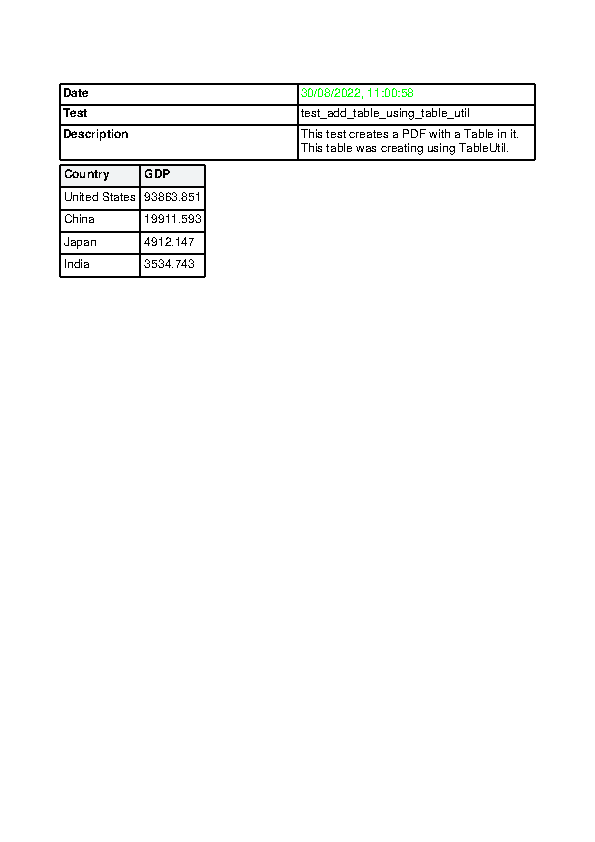 Date 30/08/2022, 11:00:58
Test test_add_table_using_table_util
Description This test creates a PDF with a Table in it.
This table was creating using TableUtil.
Country GDP
United States 93863.851
China 19911.593
Japan 4912.147
India 3534.743